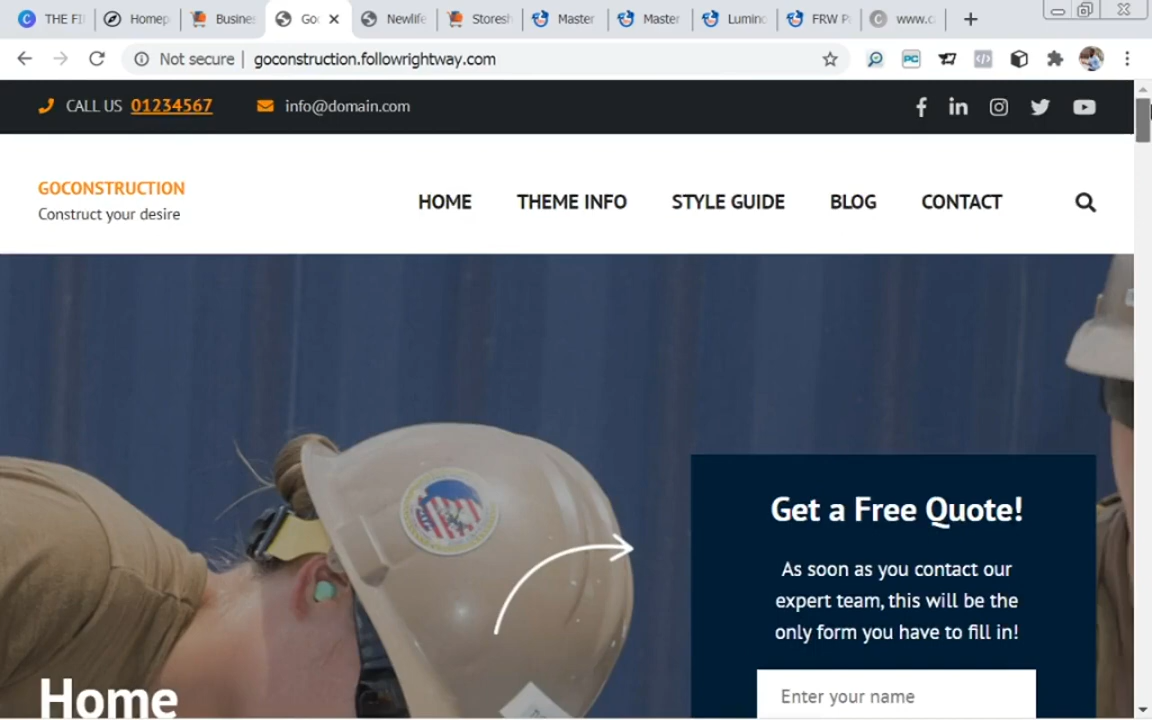 THE FI
Homep
Busine
Go
Newlife
Storesh
Master
Master
Lumino
FRW P
www.c
Not secure
goconstruction.followrightway.com
CALL US 01234567
info@domain.com
GOCONSTRUCTION
Construct your desire
HOME
THEME INFO
STYLE GUIDE
BLOG
CONTACT
Get a Free Quote!
As soon as you contact our
expert team, this will be the
only form you have to fill in!
Enter your name
Home